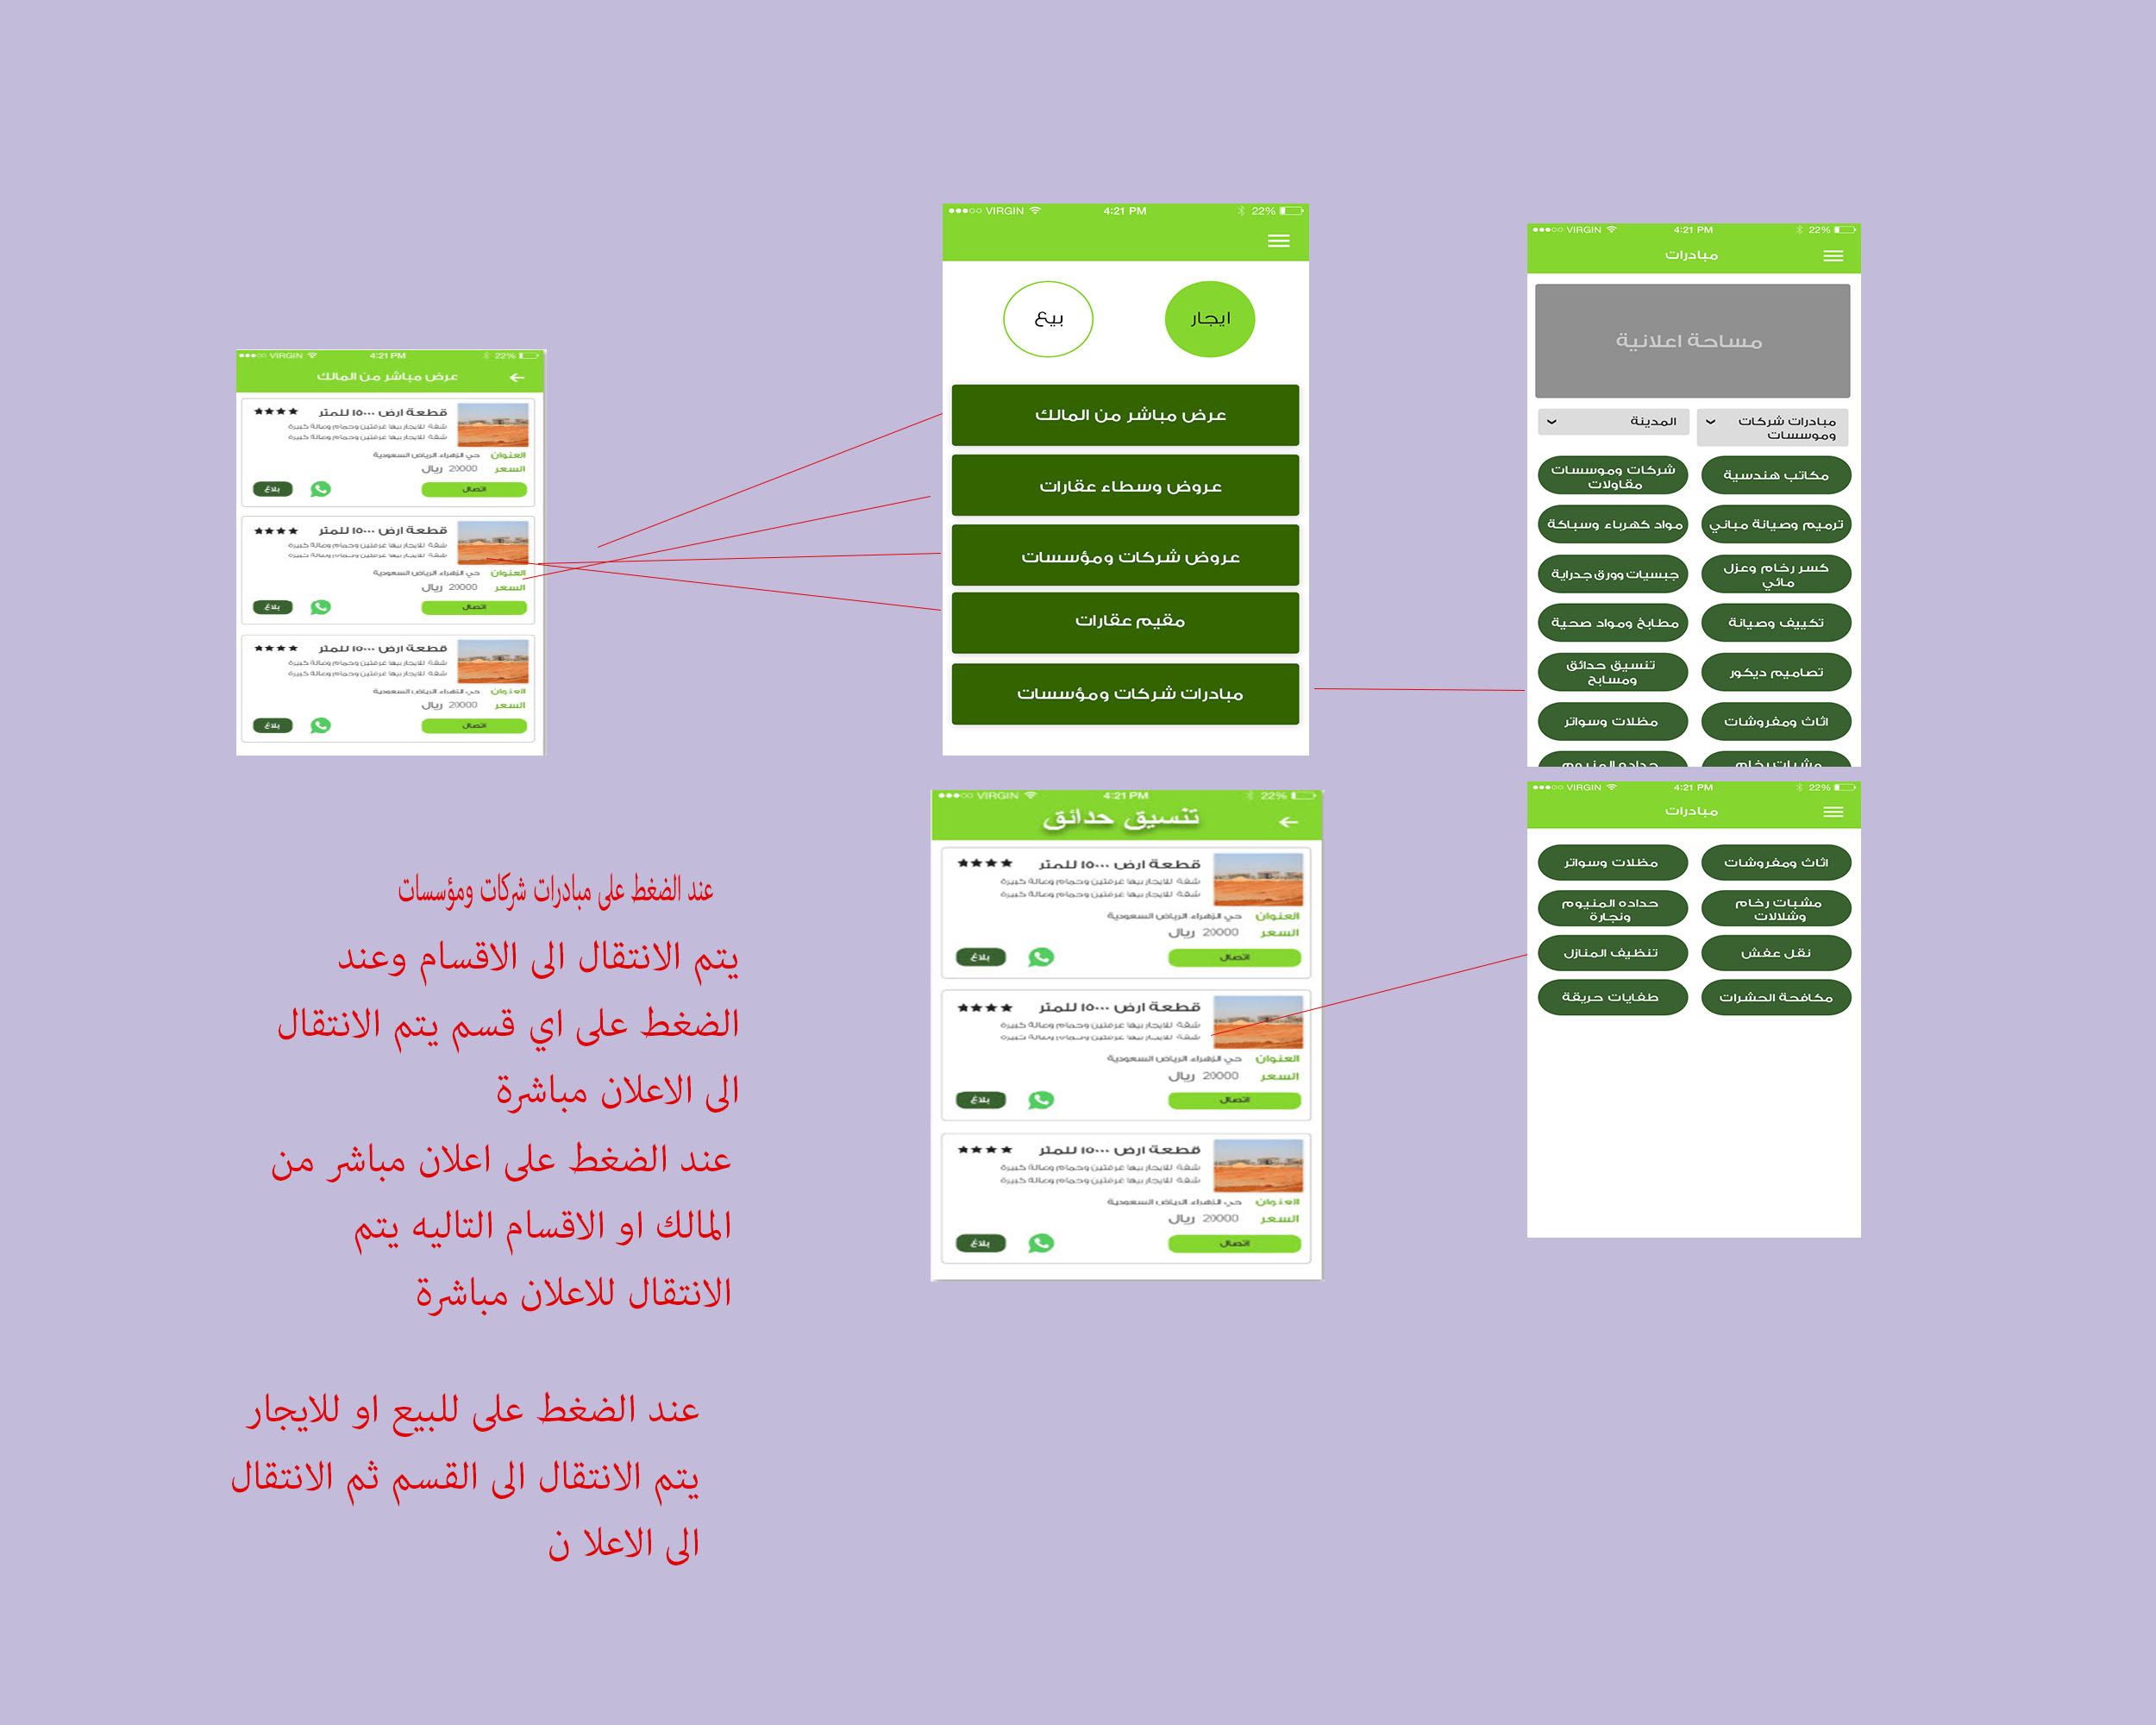 VIRGIN 4:21 PM 22%
عرض مباشر من المالك
قطعة ارض ١٥٠٠٠ للمتر
شقة للايجار بيها غرفتين وحمام وصالة كبيرة
شقة للايجار بيها غرفتين وحمام وصالة كبيرة
العنوان حي الزهراء الرياض السعودية
السعر 20000 ريال
اتصال بلاغ
قطعة ارض ١٥٠٠٠ للمتر
شقة للايجار بيها غرفتين وحمام وصالة كبيرة
شقة للايجار بيها غرفتين وحمام وصالة كبيرة
العنوان حي الزهراء الرياض السعودية
السعر 20000 ريال
اتصال بلاغ
قطعة ارض ١٥٠٠٠ للمتر
شقة للايجار بيها غرفتين وحمام وصالة كبيرة
شقة للايجار بيها غرفتين وحمام وصالة كبيرة
العنوان حي الزهراء الرياض السعودية
السعر 20000 ريال
اتصال بلاغ
VIRGIN 4:21 PM 22%
ايجار بيع
عرض مباشر من المالك
عروض وسطاء عقارات
عروض شركات ومؤسسات
مقيم عقارات
مبادرات شركات ومؤسسات
VIRGIN 4:21 PM 22%
مبادرات
مساحة اعلانية
مبادرات شركات
وموسسات
المدينة
مكاتب هندسية
شركات وموسسات
مقاولات
ترميم وصيانة مباني
مواد كهرباء وسباكة
كسر رخام وعزل
مائي
جبسيات وورق جدراية
تكييف وصيانة
مطابخ ومواد صحية
تصاميم ديكور
تنسيق حدائق
ومسابح
اثاث ومفروشات
مظلات وسواتر
مشبات رخام
حداده المنيوم
VIRGIN 4:21 PM 22%
تنسيق حدائق
قطعة ارض ١٥٠٠٠ للمتر
شقة للايجار بيها غرفتين وحمام وصالة كبيرة
شقة للايجار بيها غرفتين وحمام وصالة كبيرة
العنوان حي الزهراء الرياض السعودية
السعر 20000 ريال
اتصال بلاغ
قطعة ارض ١٥٠٠٠ للمتر
شقة للايجار بيها غرفتين وحمام وصالة كبيرة
شقة للايجار بيها غرفتين وحمام وصالة كبيرة
العنوان حي الزهراء الرياض السعودية
السعر 20000 ريال
اتصال بلاغ
قطعة ارض ١٥٠٠٠ للمتر
شقة للايجار بيها غرفتين وحمام وصالة كبيرة
شقة للايجار بيها غرفتين وحمام وصالة كبيرة
العنوان حي الزهراء الرياض السعودية
السعر 20000 ريال
اتصال بلاغ
VIRGIN 4:21 PM 22%
مبادرات
اثاث ومفروشات
مظلات وسواتر
مشبات رخام
وشلالات
حداده المنيوم
ونجارة
نقل عفش
تنظيف المنازل
مكافحة الحشرات
طفايات حريقة
عند الضغط على مبادرات شركات ومؤسسات
يتم الانتقال الى الاقسام وعند
الضغط على اي قسم يتم الانتقال
الى الاعلان مباشرة
عند الضغط على اعلان مباشر من
المالك او الاقسام التاليه يتم
الانتقال للاعلان مباشرة
عند الضغط على للبيع او للايجار
يتم الانتقال الى القسم ثم الانتقال
الى الاعلا ن